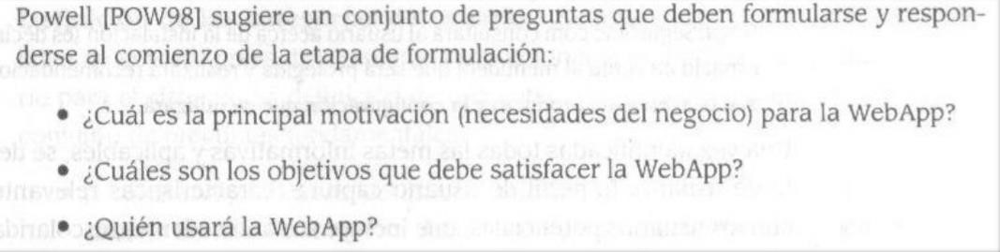 Powell [POW98] sugiere un conjunto de preguntas que deben formularse y respon-
derse al comienzo de la etapa de formulación:
• ¿Cuál es la principal motivación (necesidades del negocio) para la WebApp?
• ¿Cuáles son los objetivos que debe satisfacer la WebApp?
• ¿Quién usará la WebApp?